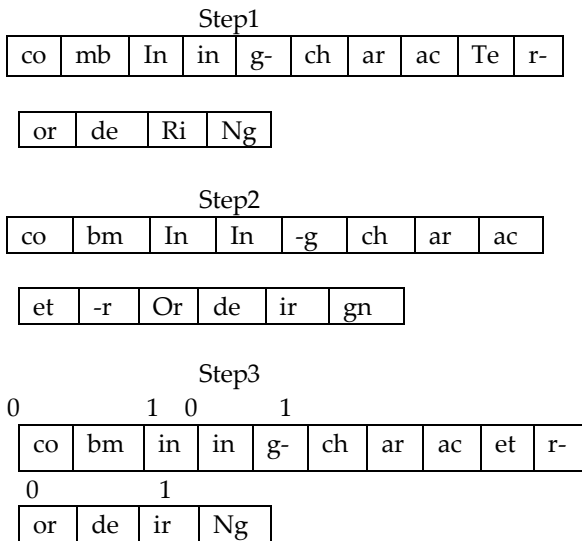 Step1
co mb In in g- ch ar ac Te r-
or de Ri Ng
Step2
co bm In In -g ch ar ac
et -r Or de ir gn
Step3
0 1 0 1
co bm in in g- ch ar ac et r-
0 1
or de ir Ng